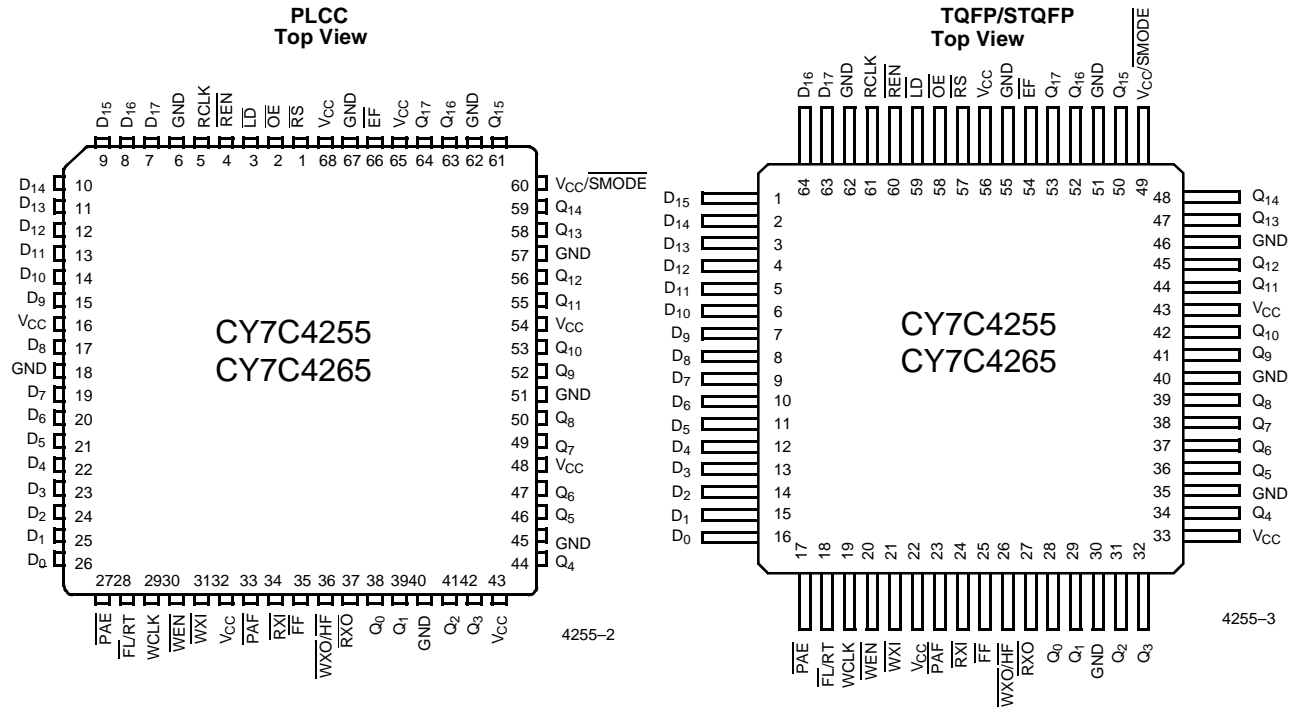 PLCC
Top View
D15 D16 D17 GND RCLK REN LD OE RS VCC GND EF VCC Q17 Q16 GND Q15
9 8 7 6 5 4 3 2 1 68 67 66 65 64 63 62 61
D14 10
D13 11
D12 12
D11 13
D10 14
D9 15
VCC 16
D8 17
GND 18
D7 19
D6 20
D5 21
D4 22
D3 23
D2 24
D1 25
D0 26
CY7C4255
CY7C4265
60 VCC/SMODE
59 Q14
58 Q13
57 GND
56 Q12
55 Q11
54 VCC
53 Q10
52 Q9
51 GND
50 Q8
49 Q7
48 VCC
47 Q6
46 Q5
45 GND
44 Q4
27 28 29 30 31 32 33 34 35 36 37 38 39 40 41 42 43
PAE FL/RT WCLK WEN WXI VCC PAF RXI FF WXO/HF RXO Q0 Q1 GND Q2 Q3 VCC
4255–2
TQFP/STQFP
Top View
D16 D17 GND RCLK REN LD OE RS VCC GND EF Q17 Q16 GND Q15 VCC/SMODE
64 63 62 61 60 59 58 57 56 55 54 53 52 51 50 49
D15 1
D14 2
D13 3
D12 4
D11 5
D10 6
D9 7
D8 8
D7 9
D6 10
D5 11
D4 12
D3 13
D2 14
D1 15
D0 16
CY7C4255
CY7C4265
48 Q14
47 Q13
46 GND
45 Q12
44 Q11
43 VCC
42 Q10
41 Q9
40 GND
39 Q8
38 Q7
37 Q6
36 Q5
35 GND
34 Q4
33 VCC
17 18 19 20 21 22 23 24 25 26 27 28 29 30 31 32
PAE FL/RT WCLK WEN WXI VCC PAF RXI FF WXO/HF RXO Q0 Q1 GND Q2 Q3
4255–3